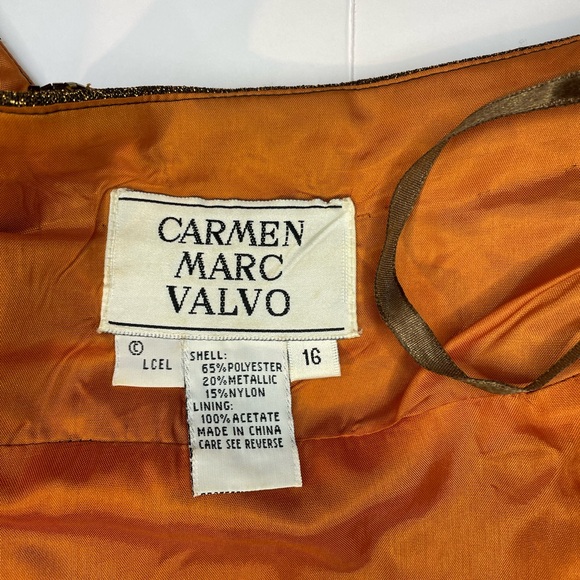 CARMEN
MARC
VALVO
©
LCEL
SHELL:
65%POLYESTER
20%METALLIC
15%NYLON
LINING:
100%ACETATE
MADE IN CHINA
CARE SEE REVERSE
16